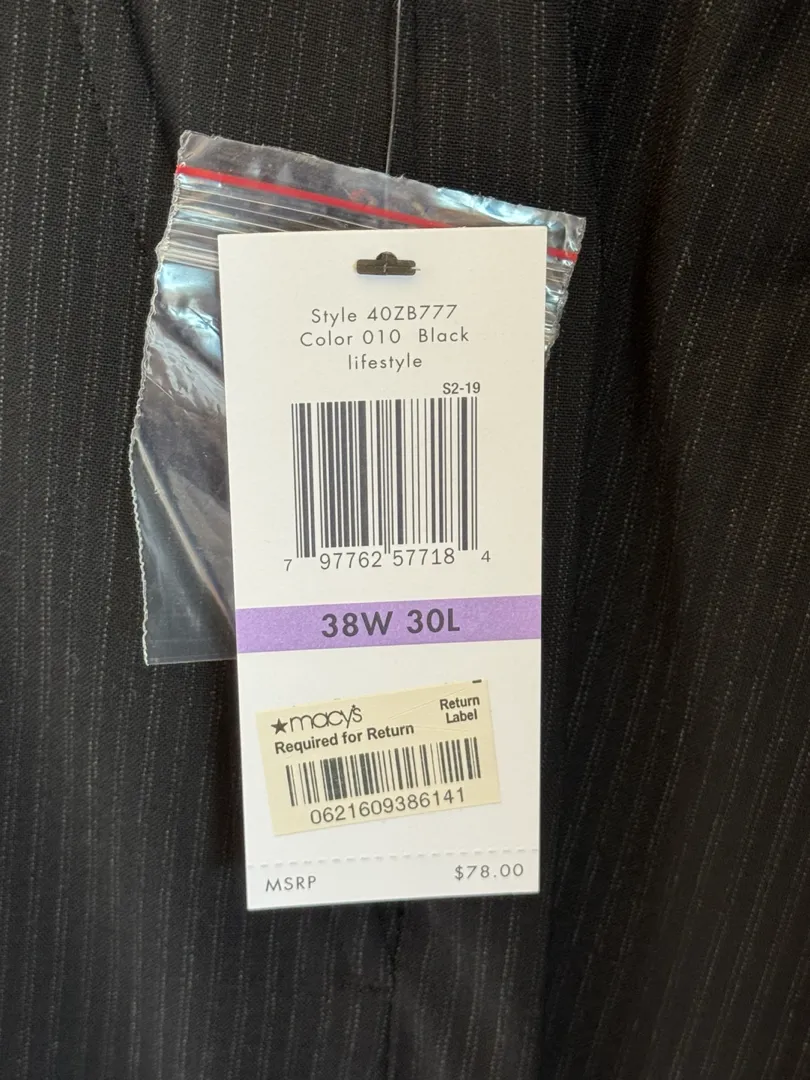 Style 40ZB777
Color 010 Black
lifestyle
S2-19
7 97762 57718 4
38W 30L
macy's Return
Required for Return Label
0621609386141
MSRP $78.00